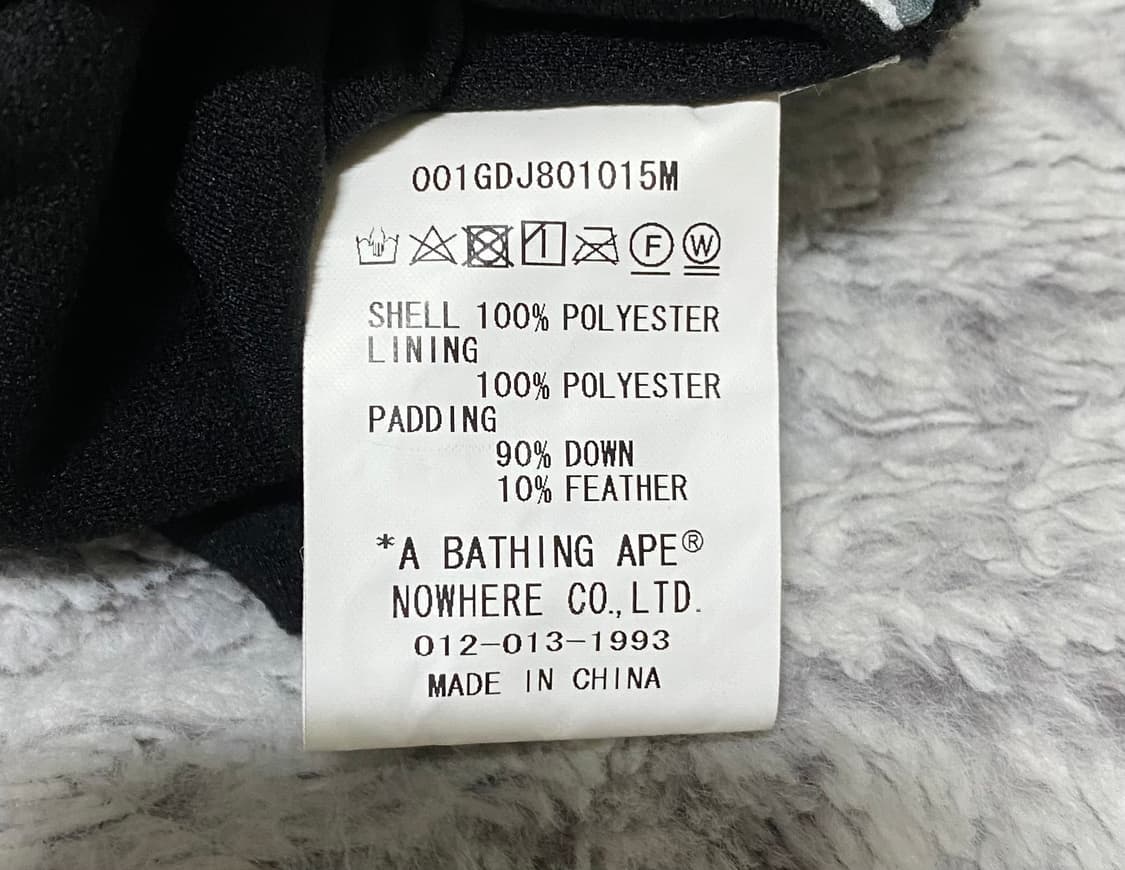 001GDJ801015M
F W
SHELL 100% POLYESTER
LINING
100% POLYESTER
PADDING
90% DOWN
10% FEATHER
*A BATHING APE®
NOWHERE CO.,LTD.
012-013-1993
MADE IN CHINA